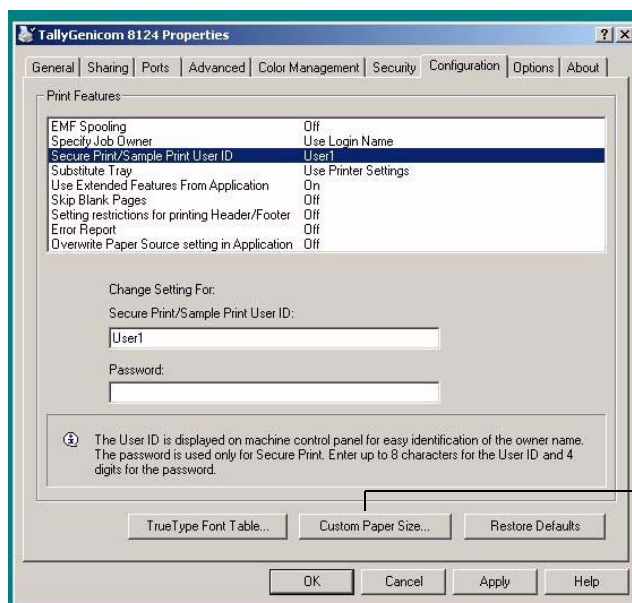 TallyGenicom 8124 Properties
General Sharing Ports Advanced Color Management Security Configuration Options About
Print Features
EMF Spooling Off
Specify Job Owner Use Login Name
Secure Print/Sample Print User ID User1
Substitute Tray Use Printer Settings
Use Extended Features From Application On
Skip Blank Pages Off
Setting restrictions for printing Header/Footer Off
Error Report Off
Overwrite Paper Source setting in Application Off
Change Setting For:
Secure Print/Sample Print User ID:
User1
Password:
The User ID is displayed on machine control panel for easy identification of the owner name.
The password is used only for Secure Print. Enter up to 8 characters for the User ID and 4
digits for the password.
TrueType Font Table... Custom Paper Size... Restore Defaults
OK Cancel Apply Help